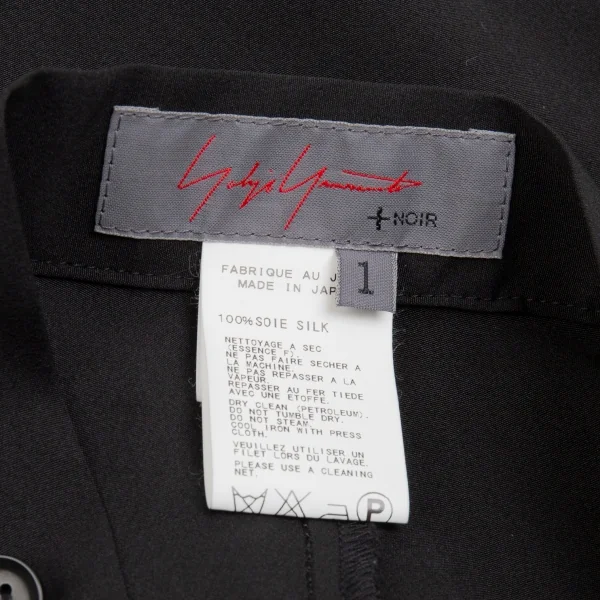 Yohji Yamamoto
+NOIR
1
FABRIQUE AU J
MADE IN JAP
100%SOIE SILK
NETTOYAGE A SEC
(ESSENCE F).
NE PAS FAIRE SECHER A
LA MACHINE.
NE PAS REPASSER A LA
VAPEUR.
REPASSER AU FER TIEDE
AVEC UNE ETOFFE.
DRY CLEAN (PETROLEUM).
DO NOT TUMBLE DRY.
DO NOT STEAM.
COOL IRON WITH PRESS
CLOTH.
VEUILLEZ UTILISER UN
FILET LORS DU LAVAGE.
PLEASE USE A CLEANING
NET.
P